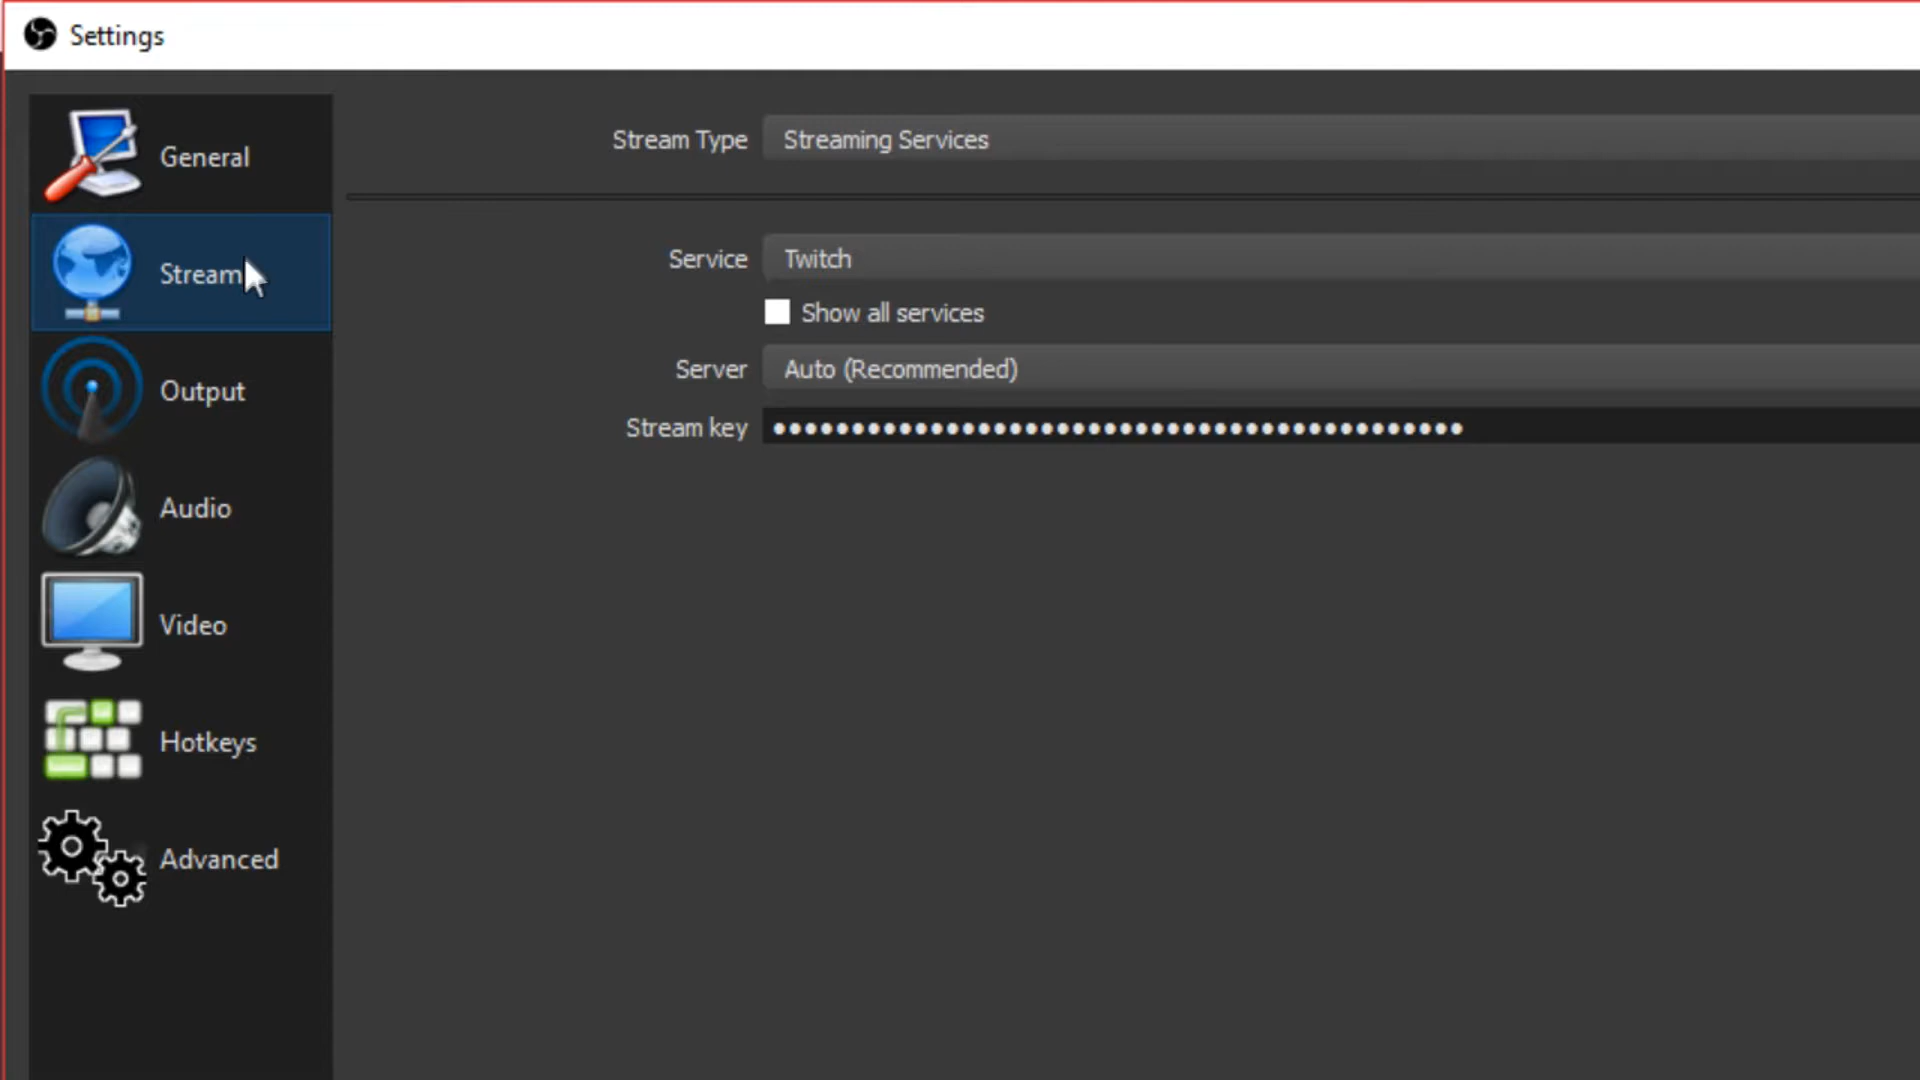 Settings
General
Stream
Output
Audio
Video
Hotkeys
Advanced
Stream Type Streaming Services
Service Twitch
Show all services
Server Auto (Recommended)
Stream key ●●●●●●●●●●●●●●●●●●●●●●●●●●●●●●●●●●●●●●●●●●●●